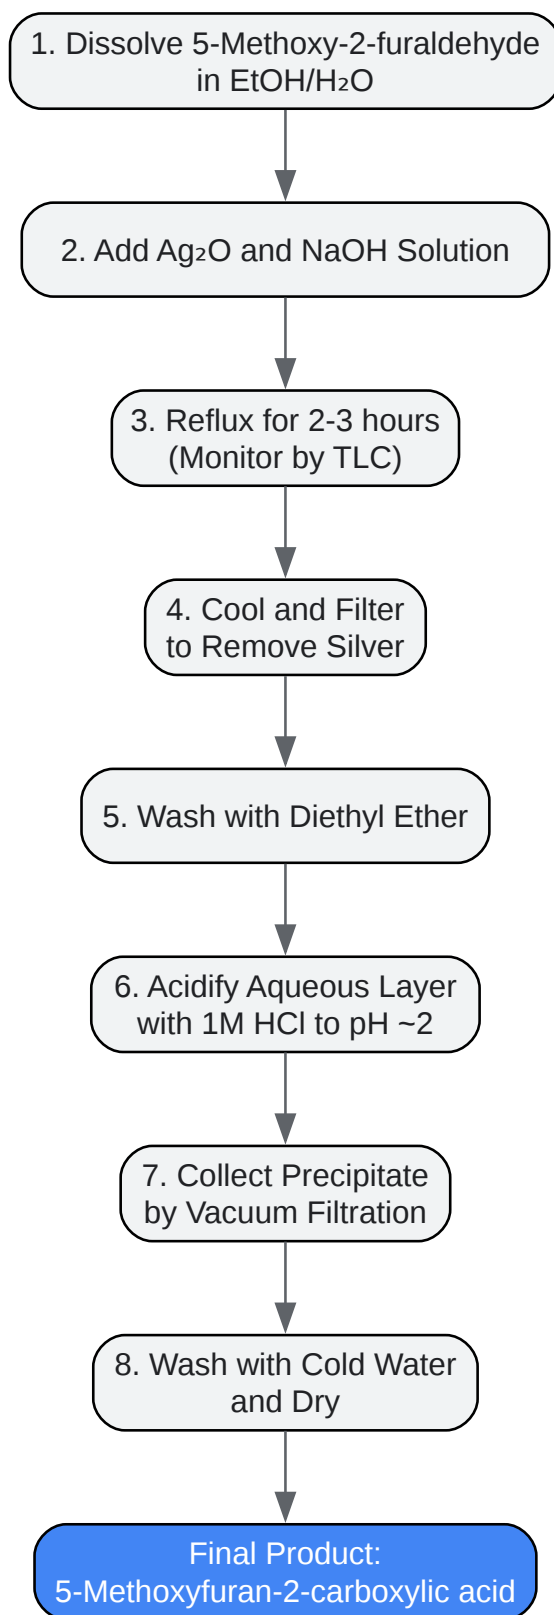 1. Dissolve 5-Methoxy-2-furaldehyde
in EtOH/H₂O
2. Add Ag₂O and NaOH Solution
3. Reflux for 2-3 hours
(Monitor by TLC)
4. Cool and Filter
to Remove Silver
5. Wash with Diethyl Ether
6. Acidify Aqueous Layer
with 1M HCl to pH ~2
7. Collect Precipitate
by Vacuum Filtration
8. Wash with Cold Water
and Dry
Final Product:
5-Methoxyfuran-2-carboxylic acid